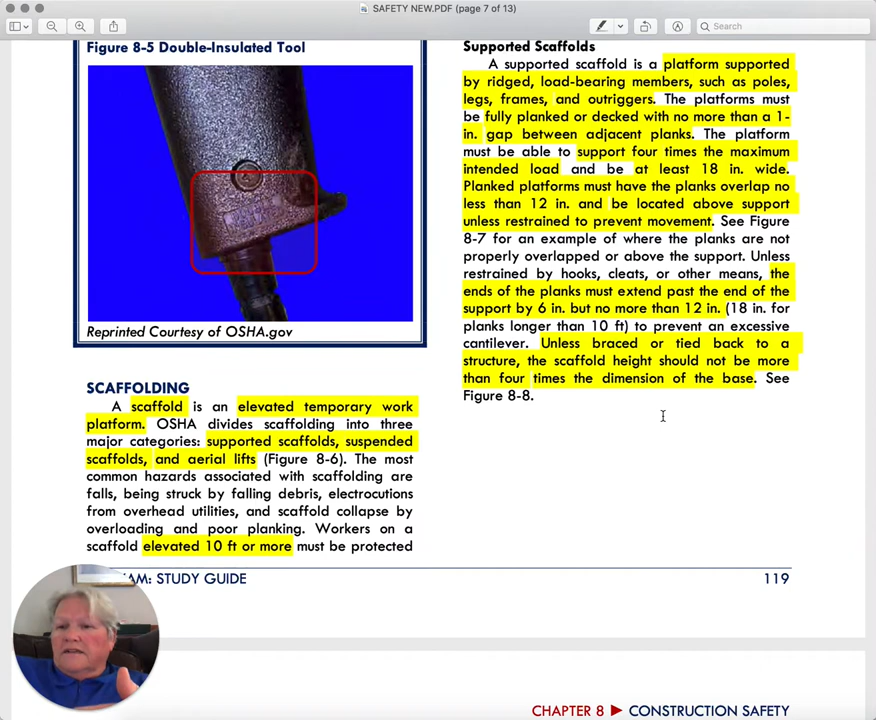 SAFETY NEW.PDF (page 7 of 13)
Search
Figure 8-5 Double-Insulated Tool
Reprinted Courtesy of OSHA.gov
SCAFFOLDING
A scaffold is an elevated temporary work
platform. OSHA divides scaffolding into three
major categories: supported scaffolds, suspended
scaffolds, and aerial lifts (Figure 8-6). The most
common hazards associated with scaffolding are
falls, being struck by falling debris, electrocutions
from overhead utilities, and scaffold collapse by
overloading and poor planking. Workers on a
scaffold elevated 10 ft or more must be protected
Supported Scaffolds
A supported scaffold is a platform supported
by ridged, load-bearing members, such as poles,
legs, frames, and outriggers. The platforms must
be fully planked or decked with no more than a 1-
in. gap between adjacent planks. The platform
must be able to support four times the maximum
intended load and be at least 18 in. wide.
Planked platforms must have the planks overlap no
less than 12 in. and be located above support
unless restrained to prevent movement. See Figure
8-7 for an example of where the planks are not
properly overlapped or above the support. Unless
restrained by hooks, cleats, or other means, the
ends of the planks must extend past the end of the
support by 6 in. but no more than 12 in. (18 in. for
planks longer than 10 ft) to prevent an excessive
cantilever. Unless braced or tied back to a
structure, the scaffold height should not be more
than four times the dimension of the base. See
Figure 8-8.
AM: STUDY GUIDE
119
CHAPTER 8 ► CONSTRUCTION SAFETY